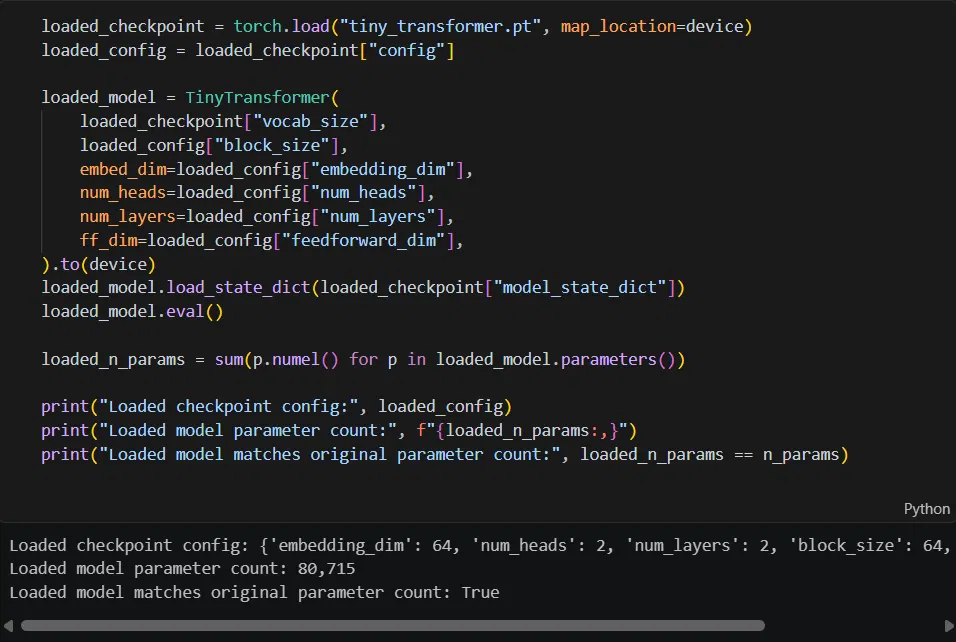 loaded_checkpoint = torch.load("tiny_transformer.pt", map_location=device)
loaded_config = loaded_checkpoint["config"]

loaded_model = TinyTransformer(
    loaded_checkpoint["vocab_size"],
    loaded_config["block_size"],
    embed_dim=loaded_config["embedding_dim"],
    num_heads=loaded_config["num_heads"],
    num_layers=loaded_config["num_layers"],
    ff_dim=loaded_config["feedforward_dim"],
).to(device)
loaded_model.load_state_dict(loaded_checkpoint["model_state_dict"])
loaded_model.eval()

loaded_n_params = sum(p.numel() for p in loaded_model.parameters())

print("Loaded checkpoint config:", loaded_config)
print("Loaded model parameter count:", f"{loaded_n_params:,}")
print("Loaded model matches original parameter count:", loaded_n_params == n_params)

Python
Loaded checkpoint config: {'embedding_dim': 64, 'num_heads': 2, 'num_layers': 2, 'block_size': 64,
Loaded model parameter count: 80,715
Loaded model matches original parameter count: True